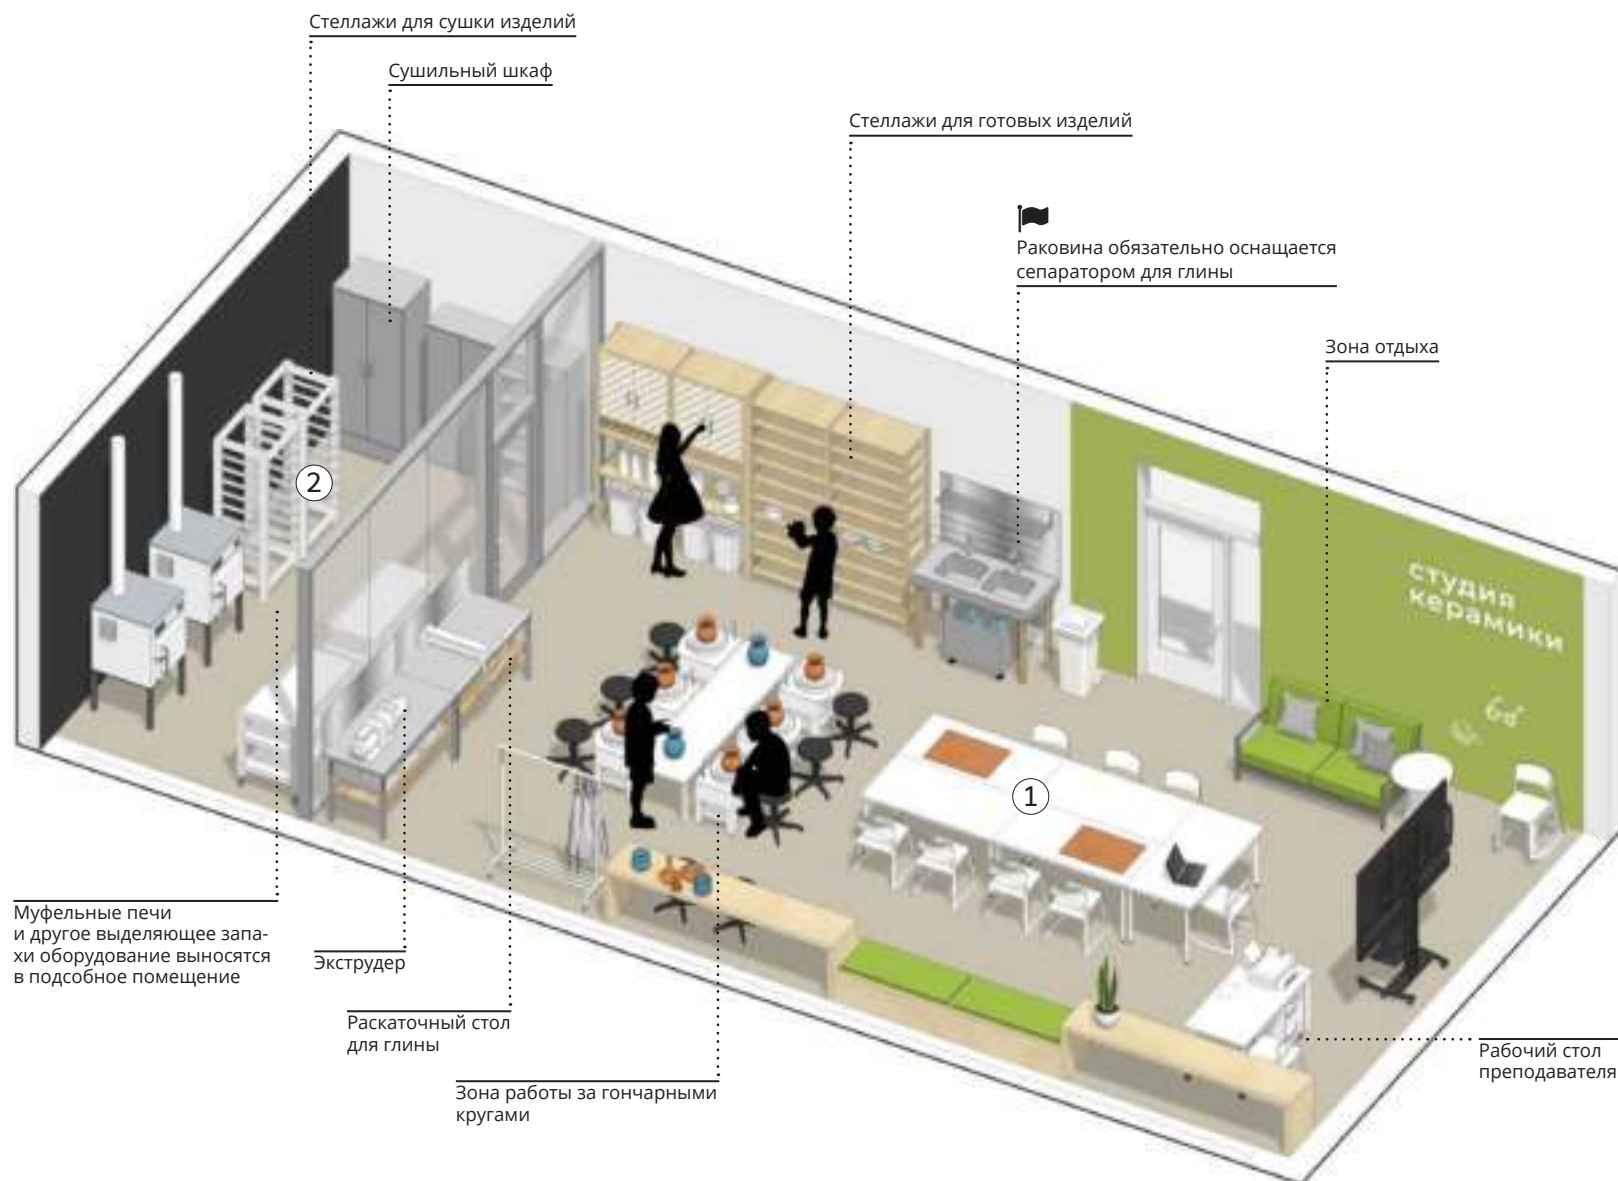 Стеллажи для сушки изделий
Сушильный шкаф
Стеллажи для готовых изделий
Раковина обязательно оснащается
сепаратором для глины
Зона отдыха
2
студия
керамики
1
Муфельные печи
и другое выделяющее запа-
хи оборудование выносятся
в подсобное помещение
Экструдер
Раскаточный стол
для глины
Зона работы за гончарными
кругами
Рабочий стол
преподавателя